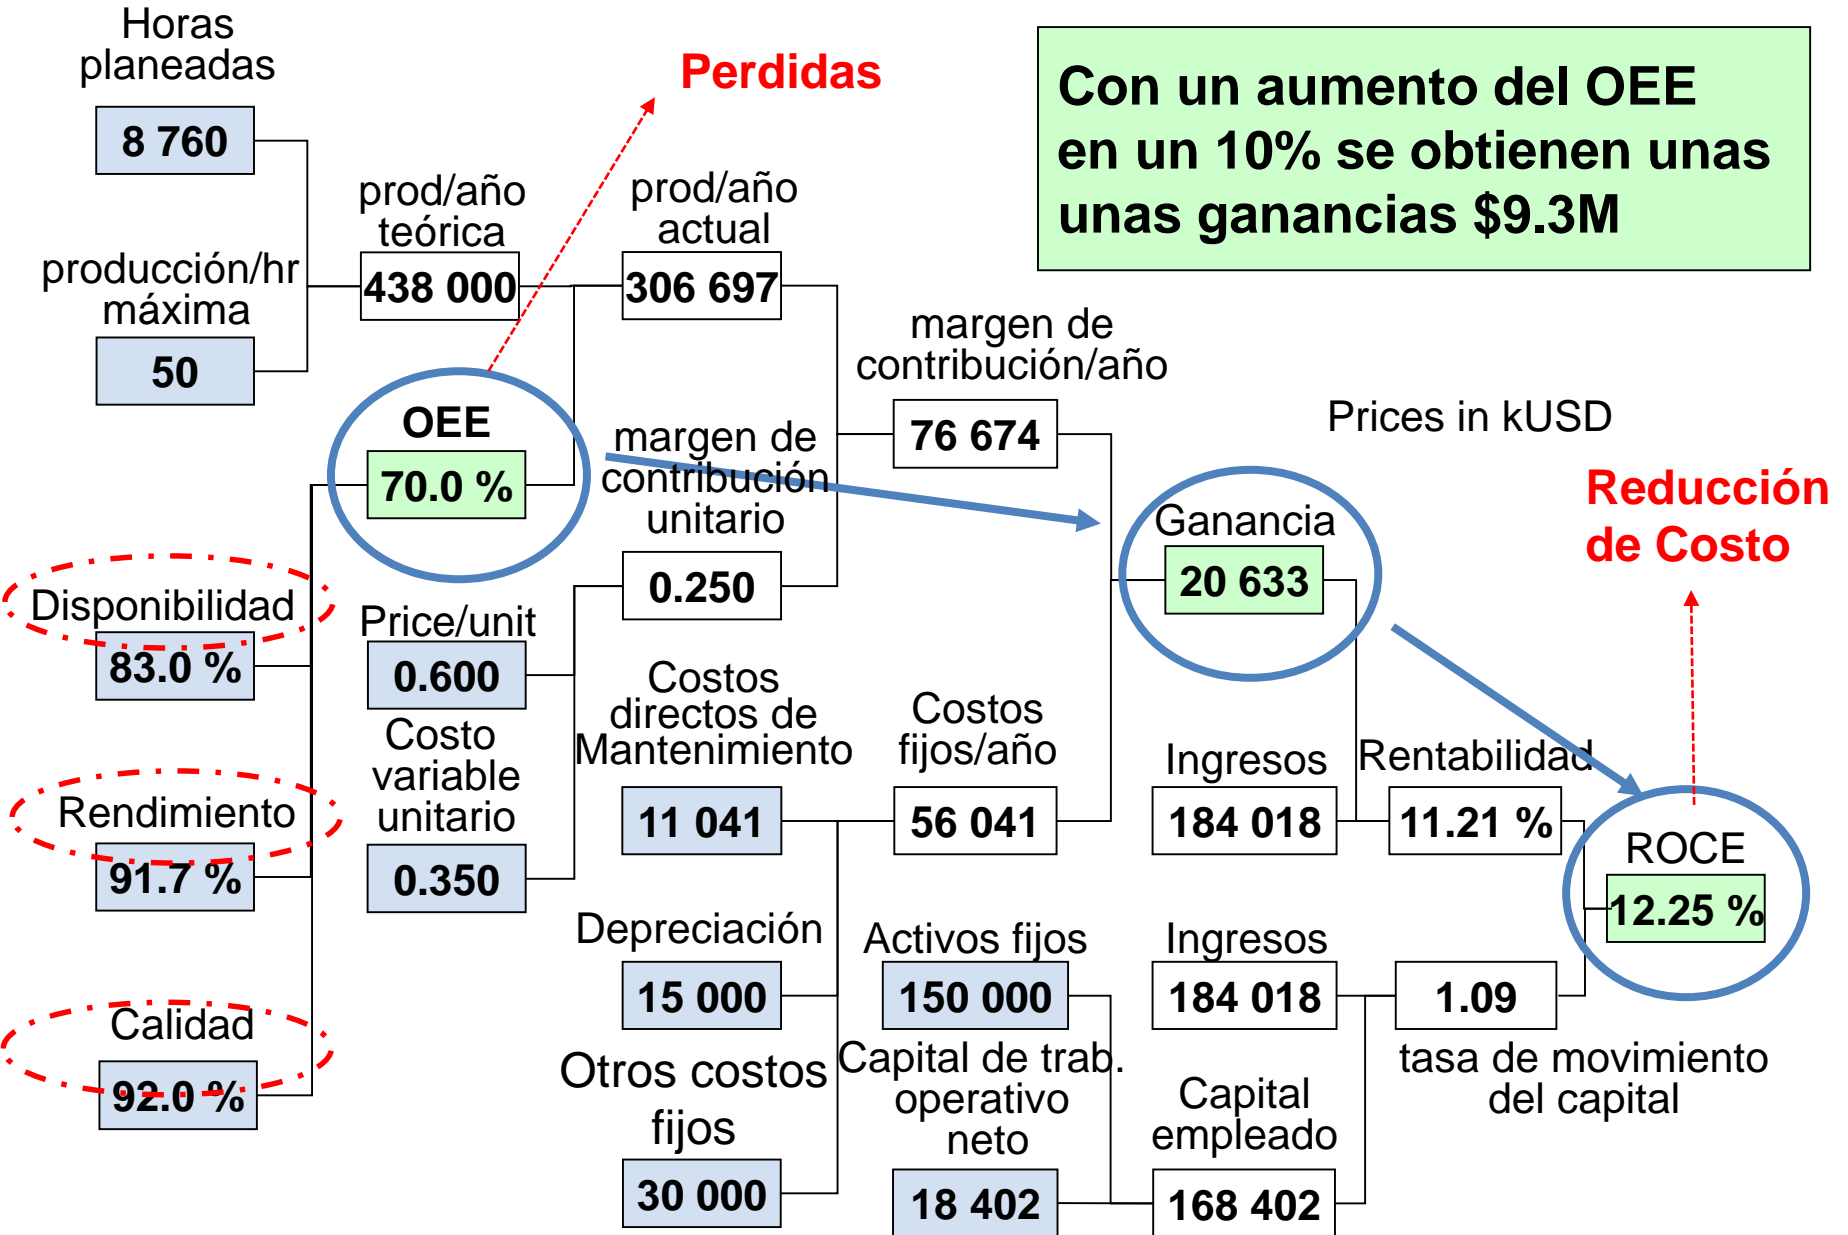 Horas
planeadas
8 760
producción/hr
máxima
50
prod/año
teórica
438 000
Perdidas
prod/año
actual
306 697
Con un aumento del OEE
en un 10% se obtienen unas
unas ganancias $9.3M
OEE
70.0 %
margen de
contribución
unitario
0.250
margen de
contribución/año
76 674
Prices in kUSD
Reducción
de Costo
Ganancia
20 633
Disponibilidad
83.0 %
Rendimiento
91.7 %
Calidad
92.0 %
Price/unit
0.600
Costo
variable
unitario
0.350
Costos
directos de
Mantenimiento
11 041
Costos
fijos/año
56 041
Ingresos
184 018
Rentabilidad
11.21 %
ROCE
12.25 %
Depreciación
15 000
Otros costos
fijos
30 000
Activos fijos
150 000
Capital de trab.
operativo
neto
18 402
Ingresos
184 018
1.09
tasa de movimiento
del capital
Capital
empleado
168 402